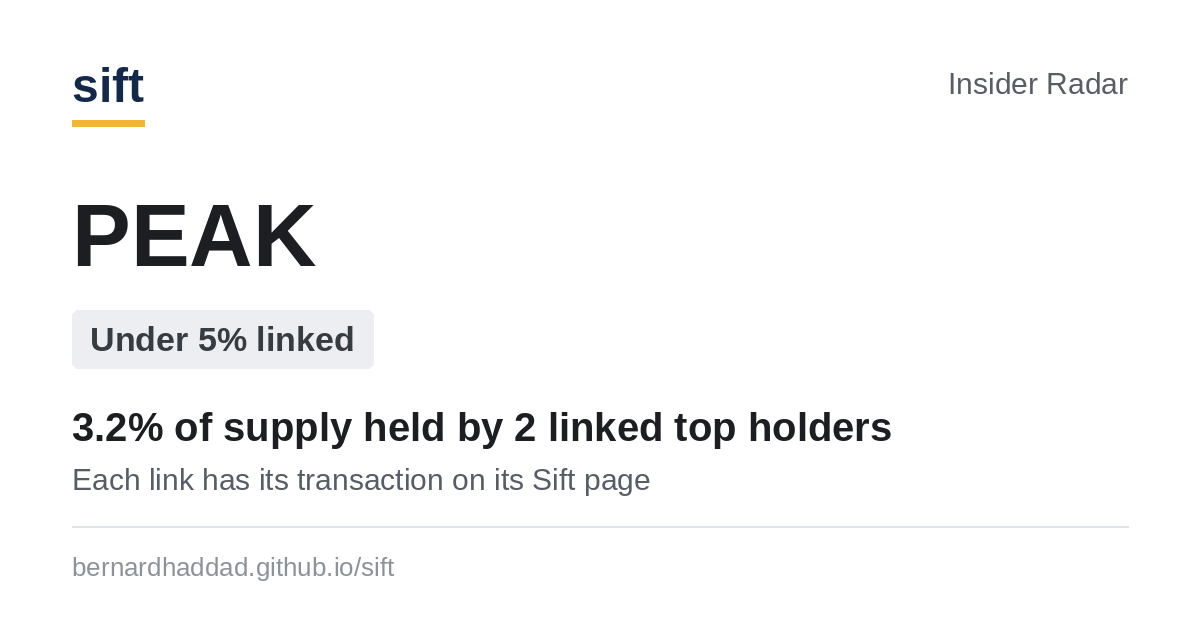 sift
Insider Radar
PEAK
Under 5% linked
3.2% of supply held by 2 linked top holders
Each link has its transaction on its Sift page
bernardhaddad.github.io/sift